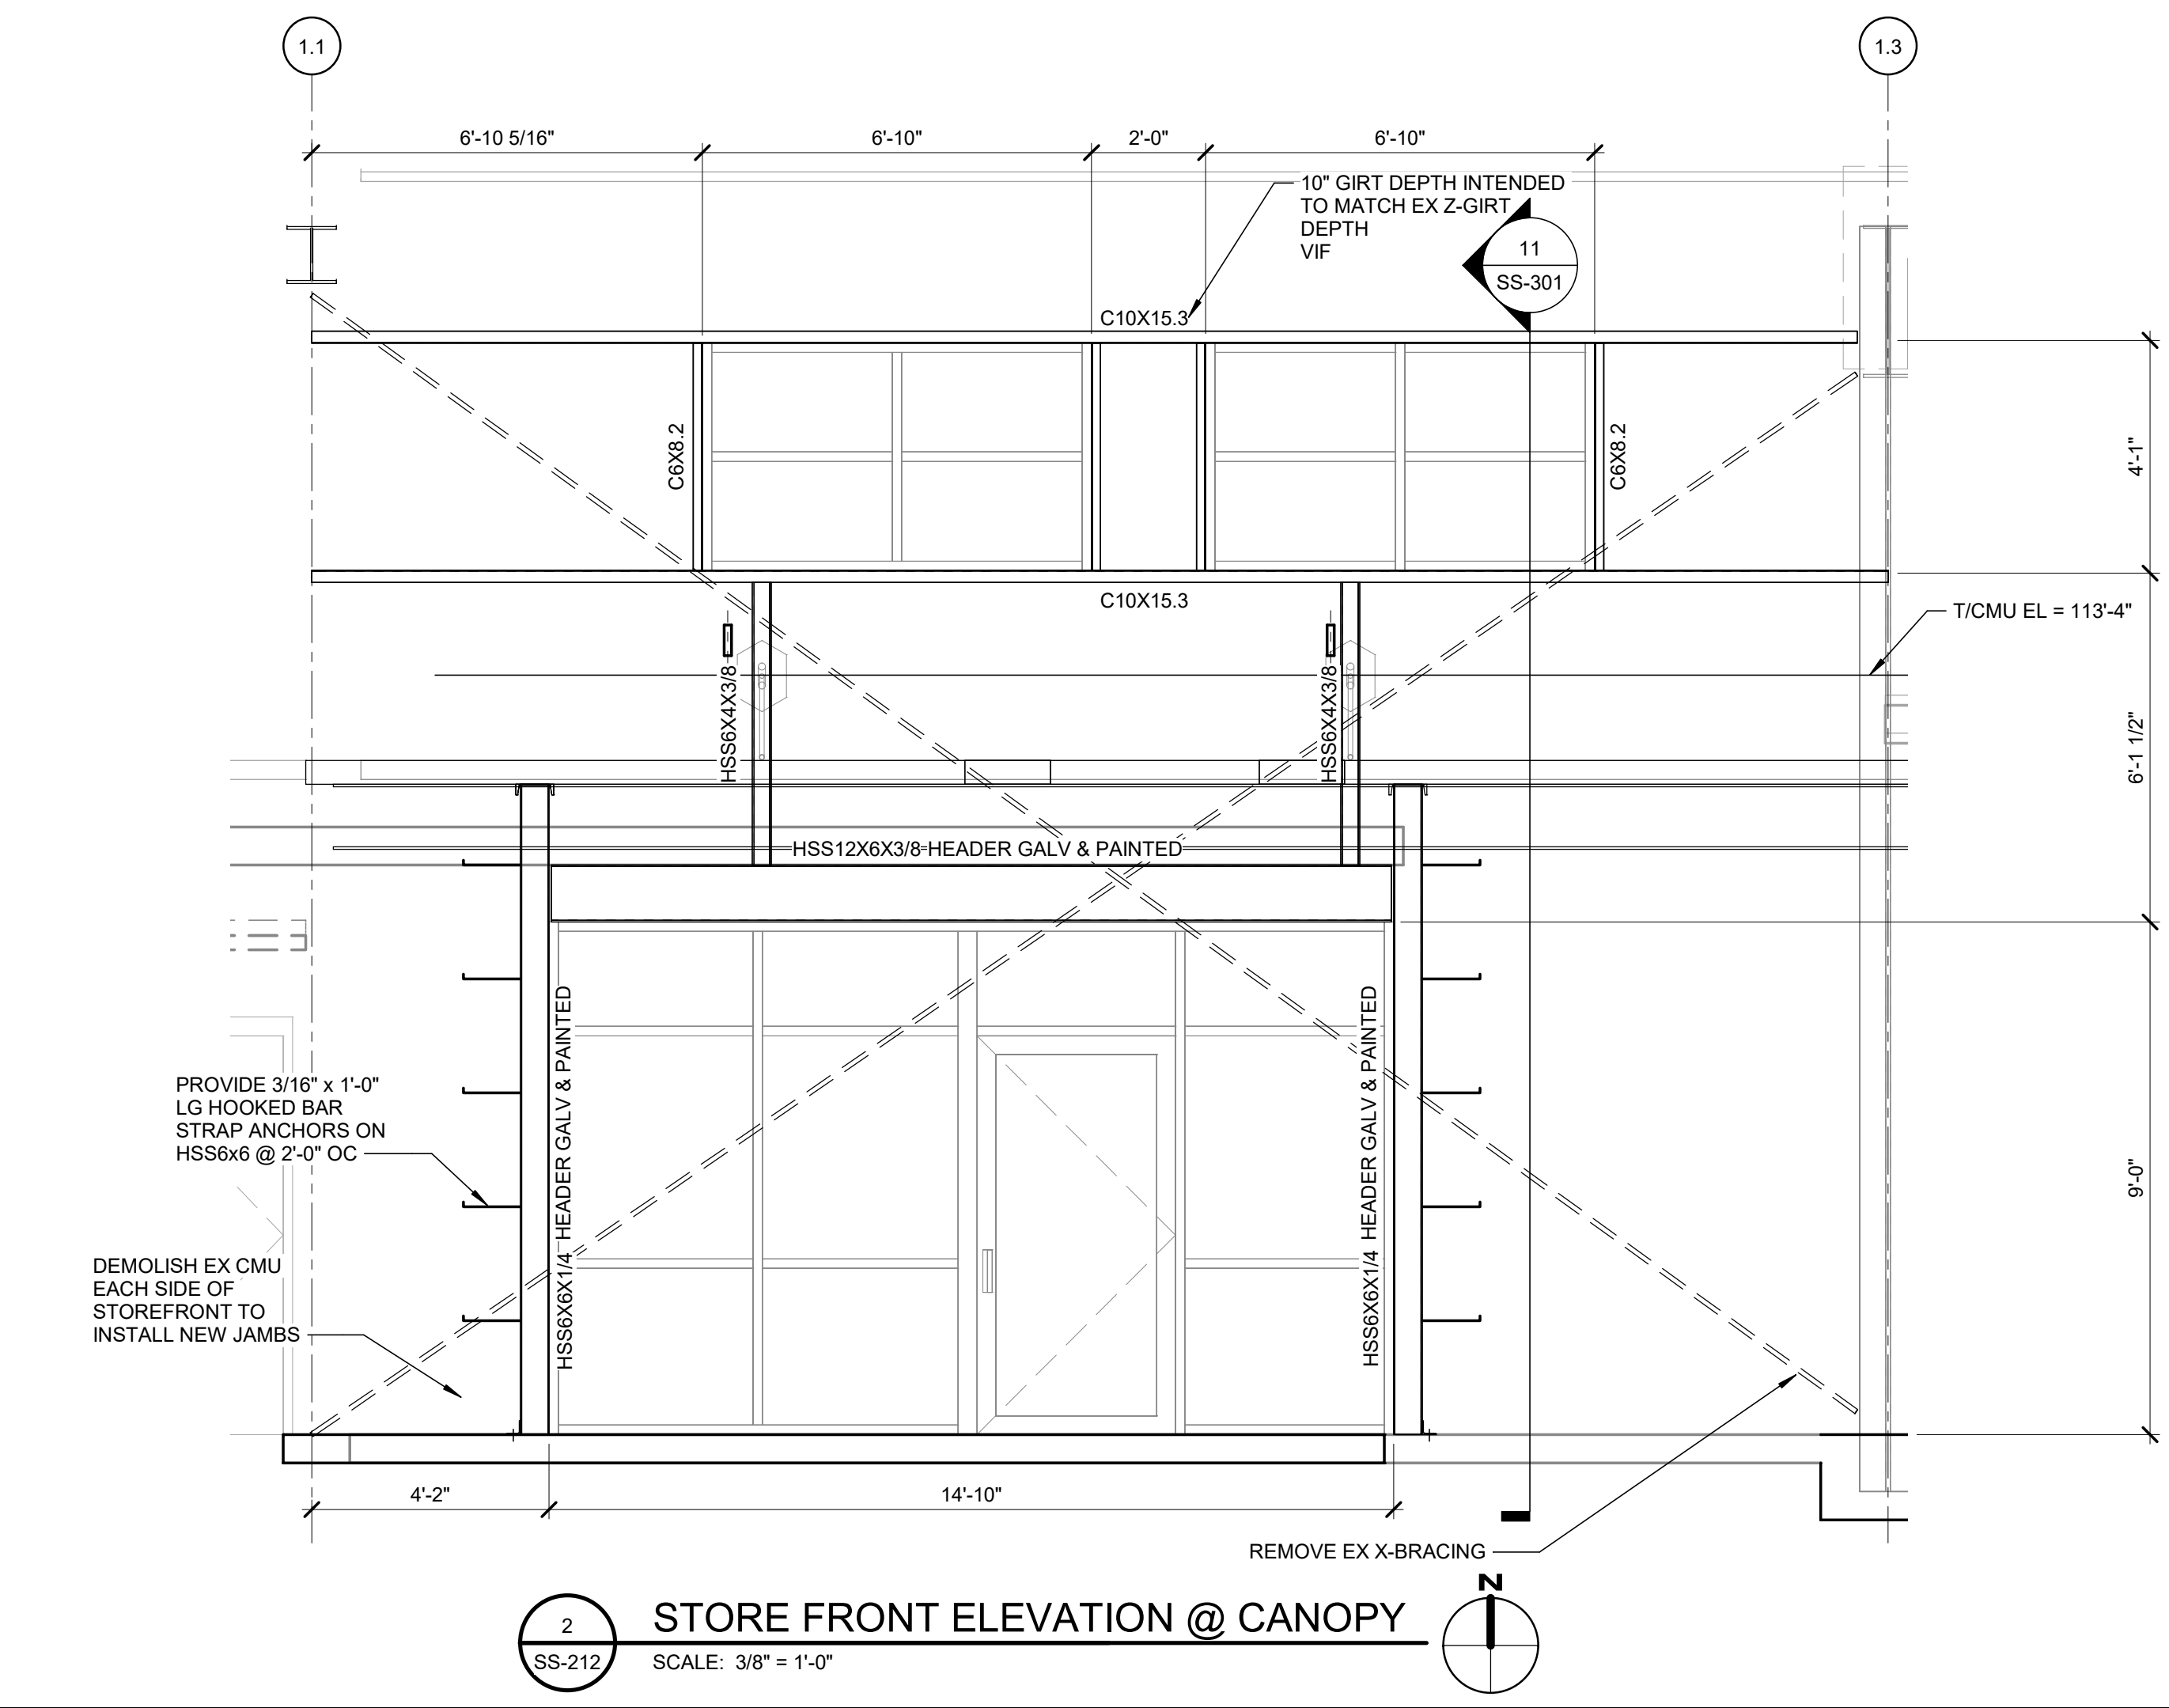 1.1
1.3
6'-10 5/16"
6'-10"
2'-0"
6'-10"
10" GIRT DEPTH INTENDED
TO MATCH EX Z-GIRT
DEPTH
VIF
11
SS-301
C10X15.3
C6X8.2
C6X8.2
4'-1"
C10X15.3
T/CMU EL = 113'-4"
HSS6X4X3/8
HSS6X4X3/8
6'-1 1/2"
HSS12X6X3/8 HEADER GALV & PAINTED
HSS6X6X1/4 HEADER GALV & PAINTED
HSS6X6X1/4 HEADER GALV & PAINTED
PROVIDE 3/16" x 1'-0"
LG HOOKED BAR
STRAP ANCHORS ON
HSS6x6 @ 2'-0" OC
9'-0"
DEMOLISH EX CMU
EACH SIDE OF
STOREFRONT TO
INSTALL NEW JAMBS
4'-2"
14'-10"
REMOVE EX X-BRACING
N
2
SS-212
STORE FRONT ELEVATION @ CANOPY
SCALE: 3/8" = 1'-0"